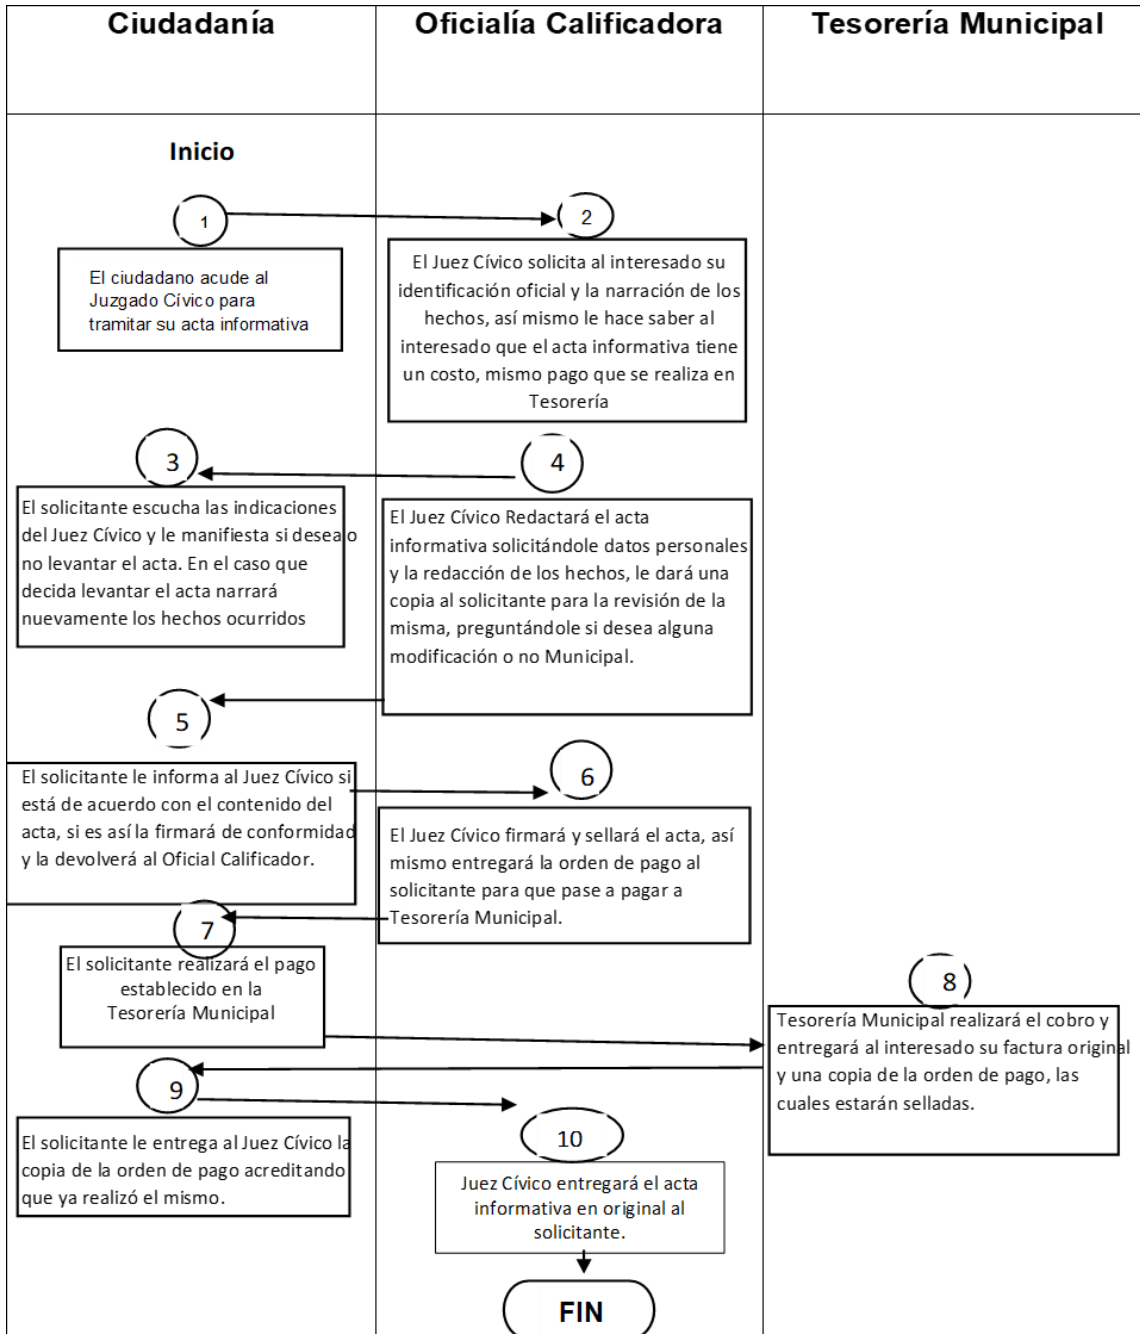 Ciudadanía
Oficialía Calificadora
Tesorería Municipal
Inicio
1
El ciudadano acude al
Juzgado Cívico para
tramitar su acta informativa
2
El Juez Cívico solicita al interesado su
identificación oficial y la narración de los
hechos, así mismo le hace saber al
interesado que el acta informativa tiene
un costo, mismo pago que se realiza en
Tesorería
3
El solicitante escucha las indicaciones
del Juez Cívico y le manifiesta si desea o
no levantar el acta. En el caso que
decida levantar el acta narrará
nuevamente los hechos ocurridos
4
El Juez Cívico Redactará el acta
informativa solicitándole datos personales
y la redacción de los hechos, le dará una
copia al solicitante para la revisión de la
misma, preguntándole si desea alguna
modificación o no Municipal.
5
El solicitante le informa al Juez Cívico si
está de acuerdo con el contenido del
acta, si es así la firmará de conformidad
y la devolverá al Oficial Calificador.
6
El Juez Cívico firmará y sellará el acta, así
mismo entregará la orden de pago al
solicitante para que pase a pagar a
Tesorería Municipal.
7
El solicitante realizará el pago
establecido en la
Tesorería Municipal
8
Tesorería Municipal realizará el cobro y
entregará al interesado su factura original
y una copia de la orden de pago, las
cuales estarán selladas.
9
El solicitante le entrega al Juez Cívico la
copia de la orden de pago acreditando
que ya realizó el mismo.
10
Juez Cívico entregará el acta
informativa en original al
solicitante.
FIN